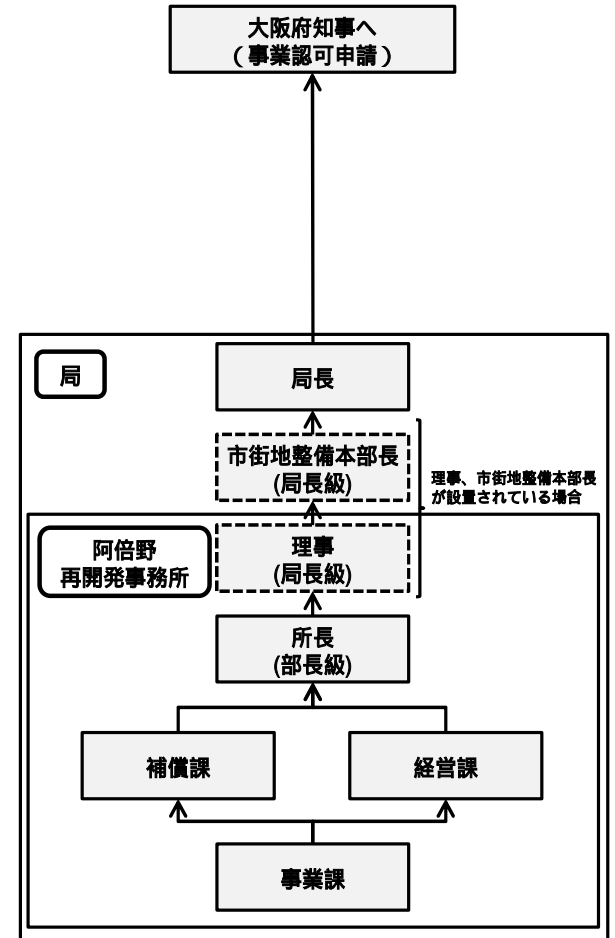 大阪府知事へ
（事業認可申請）
局
局長
市街地整備本部長
(局長級)
理事、市街地整備本部長
が設置されている場合
阿倍野
再開発事務所
理事
(局長級)
所長
(部長級)
補償課
経営課
事業課